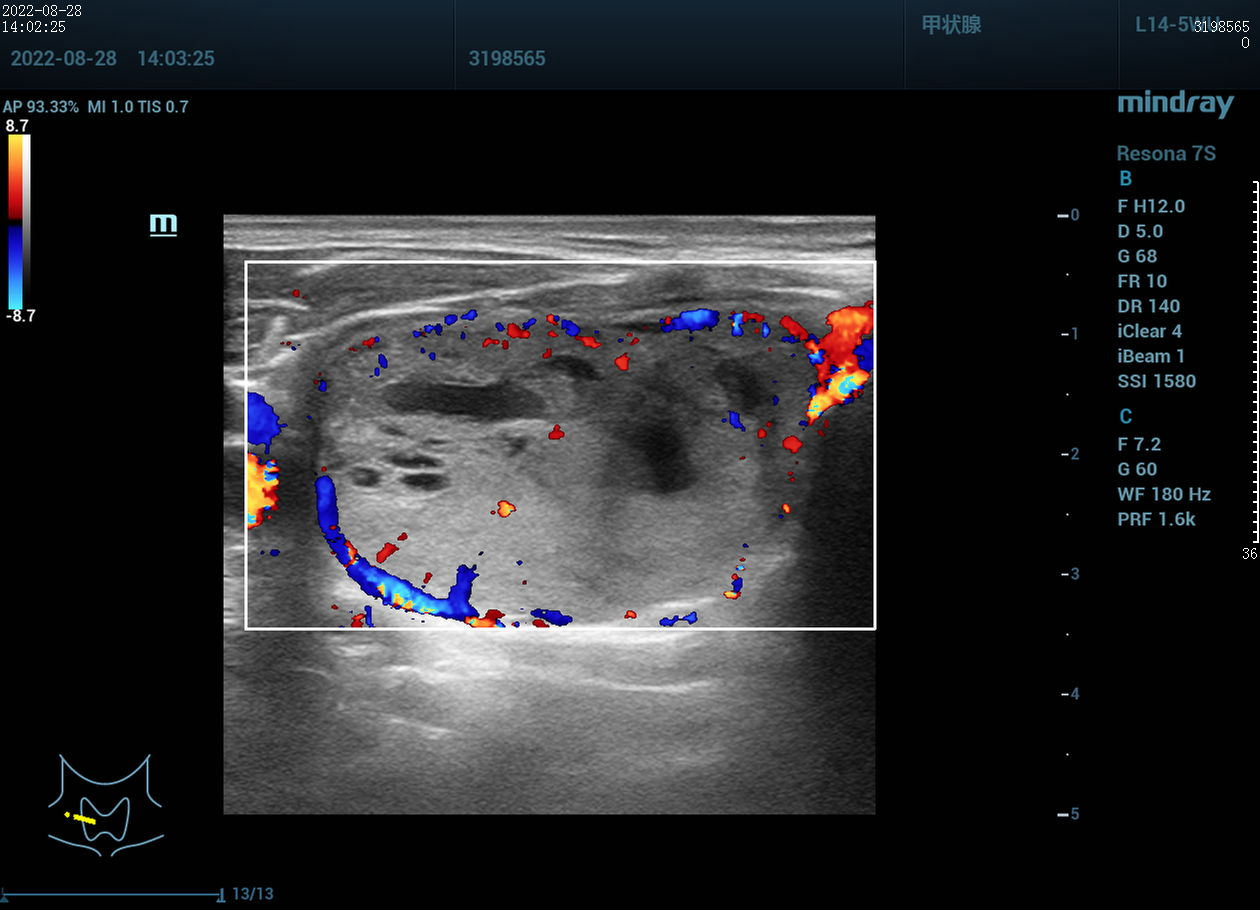 2022-08-28
14:02:25
甲状腺
3198565
0
2022-08-28 14:03:25
3198565
AP 93.33% MI 1.0 TIS 0.7
8.7
-8.7
m
mindray
Resona 7S
B
F H12.0
D 5.0
G 68
FR 10
DR 140
iClear 4
iBeam 1
SSI 1580
C
F 7.2
G 60
WF 180 Hz
PRF 1.6k
0
1
2
3
4
5
36
13/13